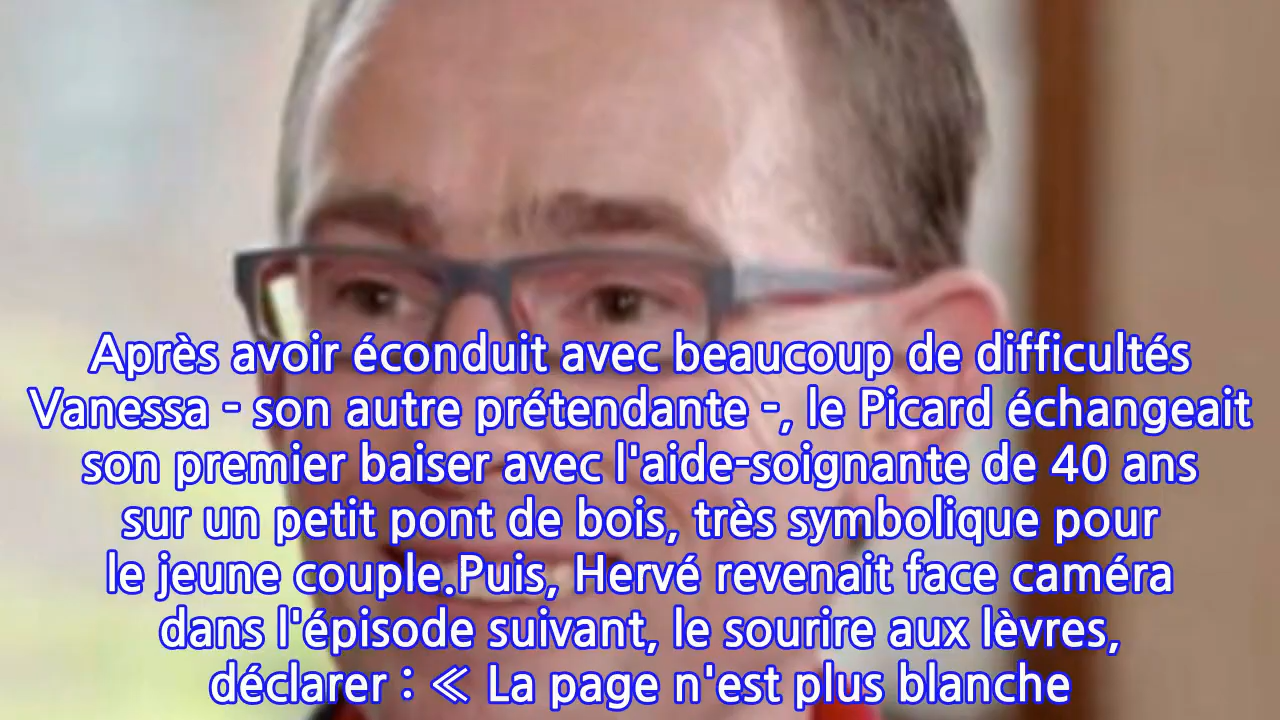 Après avoir éconduit avec beaucoup de difficultés
Vanessa - son autre prétendante -, le Picard échangeait
son premier baiser avec l'aide-soignante de 40 ans
sur un petit pont de bois, très symbolique pour
le jeune couple.Puis, Hervé revenait face caméra
dans l'épisode suivant, le sourire aux lèvres,
déclarer : ≪ La page n'est plus blanche